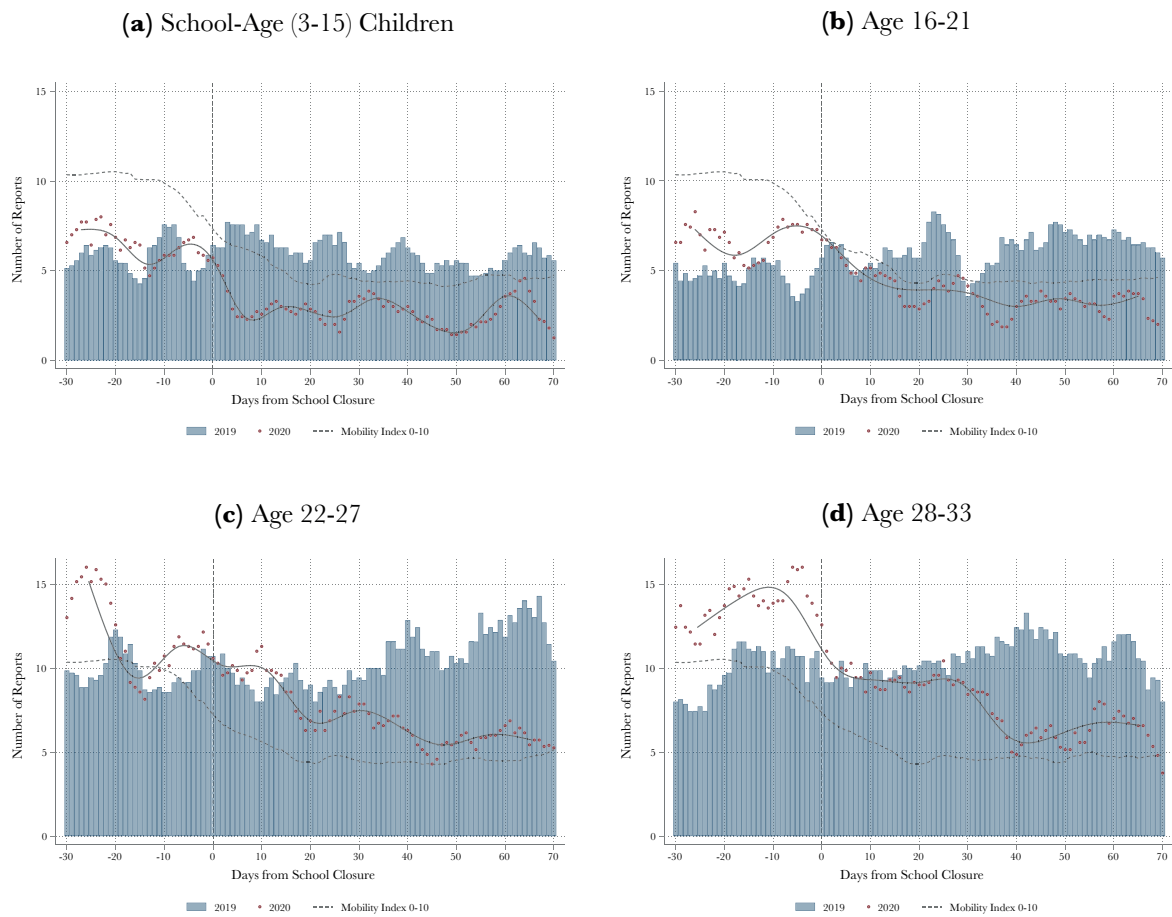 (a) School-Age (3-15) Children
15
10
5
0
Number of Reports
-30 -20 -10 0 10 20 30 40 50 60 70
Days from School Closure
2019 2020 Mobility Index 0-10
(b) Age 16-21
15
10
5
0
Number of Reports
-30 -20 -10 0 10 20 30 40 50 60 70
Days from School Closure
2019 2020 Mobility Index 0-10
(c) Age 22-27
15
10
5
0
Number of Reports
-30 -20 -10 0 10 20 30 40 50 60 70
Days from School Closure
2019 2020 Mobility Index 0-10
(d) Age 28-33
15
10
5
0
Number of Reports
-30 -20 -10 0 10 20 30 40 50 60 70
Days from School Closure
2019 2020 Mobility Index 0-10